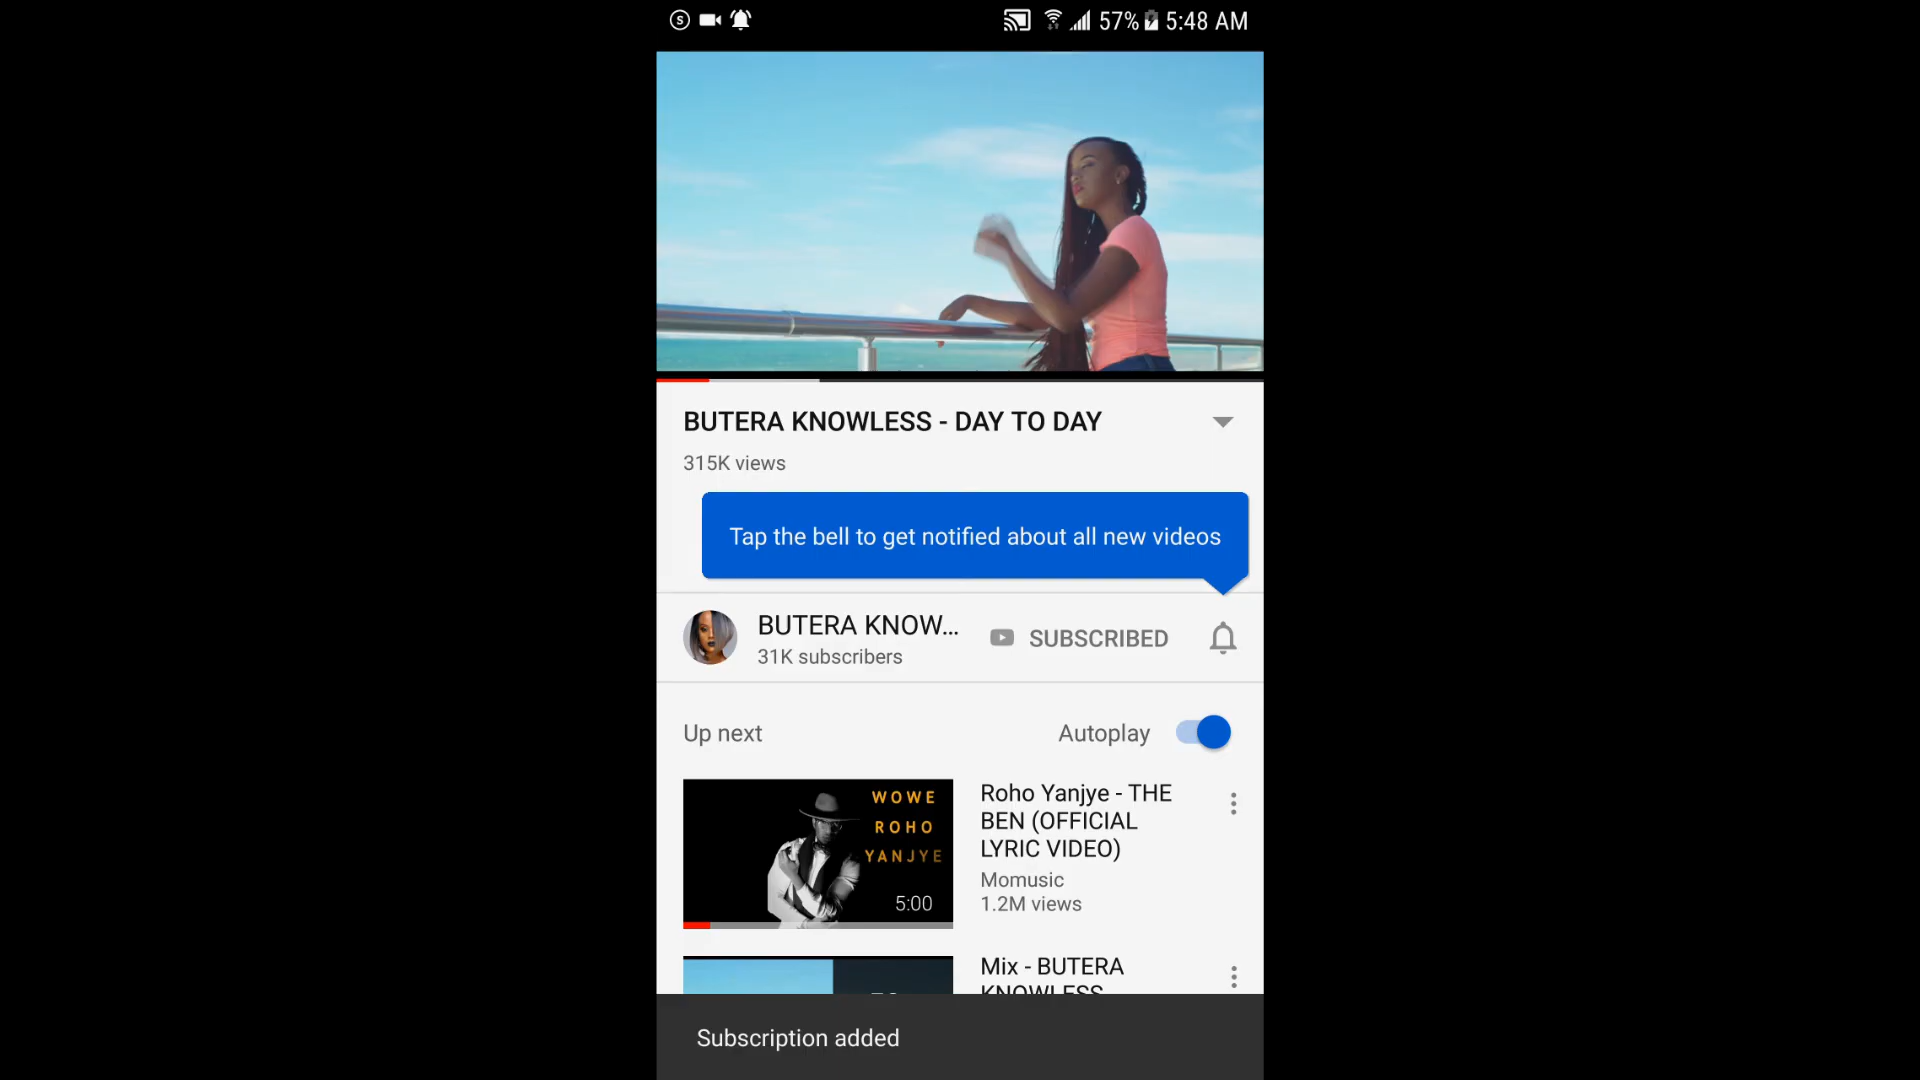 57% 5:48 AM
BUTERA KNOWLESS - DAY TO DAY
315K views
Tap the bell to get notified about all new videos
BUTERA KNOW...
31K subscribers
SUBSCRIBED
Up next
Autoplay
WOWE
ROHO
YANJYE
5:00
Roho Yanjye - THE
BEN (OFFICIAL
LYRIC VIDEO)
Momusic
1.2M views
Mix - BUTERA
KNOWLESS
Subscription added